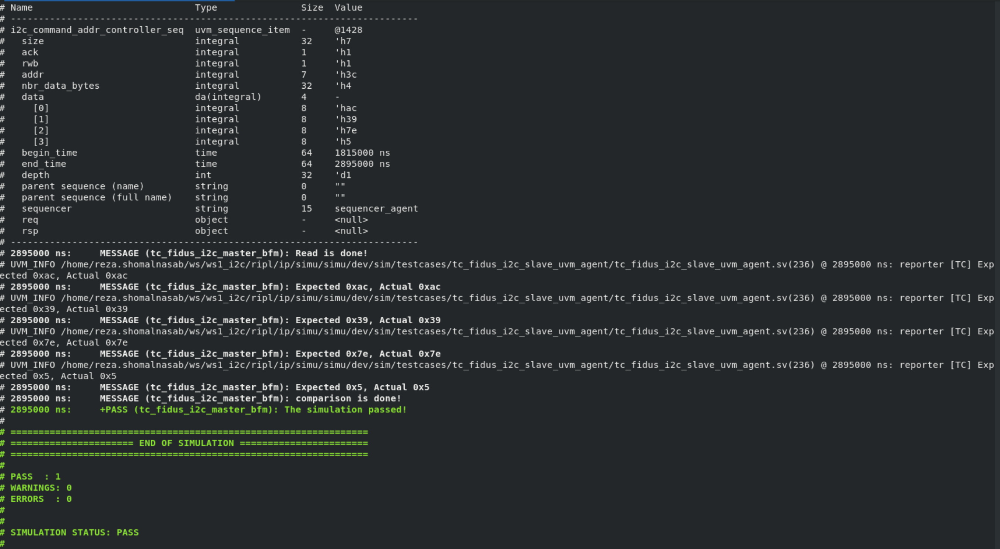 # Name                             Type               Size  Value
# -------------------------------------------------------------------------
# i2c_command_addr_controller_seq  uvm_sequence_item  -     @1428
#   size                           integral           32    'h7
#   ack                            integral           1     'h1
#   rwb                            integral           1     'h1
#   addr                           integral           7     'h3c
#   nbr_data_bytes                 integral           32    'h4
#   data                           da(integral)       4     -
#     [0]                          integral           8     'hac
#     [1]                          integral           8     'h39
#     [2]                          integral           8     'h7e
#     [3]                          integral           8     'h5
#   begin_time                     time               64    1815000 ns
#   end_time                       time               64    2895000 ns
#   depth                          int                32    'd1
#   parent sequence (name)         string             0     ""
#   parent sequence (full name)    string             0     ""
#   sequencer                      string             15    sequencer_agent
#   req                            object             -     <null>
#   rsp                            object             -     <null>
# -------------------------------------------------------------------------
# 2895000 ns:     MESSAGE (tc_fidus_i2c_master_bfm): Read is done!
# UVM_INFO /home/reza.shomalnasab/ws/ws1_i2c/ripl/ip/simu/simu/dev/sim/testcases/tc_fidus_i2c_slave_uvm_agent/tc_fidus_i2c_slave_uvm_agent.sv(236) @ 2895000 ns: reporter [TC] Exp
ected 0xac, Actual 0xac
# 2895000 ns:     MESSAGE (tc_fidus_i2c_master_bfm): Expected 0xac, Actual 0xac
# UVM_INFO /home/reza.shomalnasab/ws/ws1_i2c/ripl/ip/simu/simu/dev/sim/testcases/tc_fidus_i2c_slave_uvm_agent/tc_fidus_i2c_slave_uvm_agent.sv(236) @ 2895000 ns: reporter [TC] Exp
ected 0x39, Actual 0x39
# 2895000 ns:     MESSAGE (tc_fidus_i2c_master_bfm): Expected 0x39, Actual 0x39
# UVM_INFO /home/reza.shomalnasab/ws/ws1_i2c/ripl/ip/simu/simu/dev/sim/testcases/tc_fidus_i2c_slave_uvm_agent/tc_fidus_i2c_slave_uvm_agent.sv(236) @ 2895000 ns: reporter [TC] Exp
ected 0x7e, Actual 0x7e
# 2895000 ns:     MESSAGE (tc_fidus_i2c_master_bfm): Expected 0x7e, Actual 0x7e
# UVM_INFO /home/reza.shomalnasab/ws/ws1_i2c/ripl/ip/simu/simu/dev/sim/testcases/tc_fidus_i2c_slave_uvm_agent/tc_fidus_i2c_slave_uvm_agent.sv(236) @ 2895000 ns: reporter [TC] Exp
ected 0x5, Actual 0x5
# 2895000 ns:     MESSAGE (tc_fidus_i2c_master_bfm): Expected 0x5, Actual 0x5
# 2895000 ns:     MESSAGE (tc_fidus_i2c_master_bfm): comparison is done!
# 2895000 ns:     +PASS (tc_fidus_i2c_master_bfm): The simulation passed!
#
# ================================================================
# ====================== END OF SIMULATION =======================
# ================================================================
#
# PASS  : 1
# WARNINGS: 0
# ERRORS  : 0
#
#
# SIMULATION STATUS: PASS
#